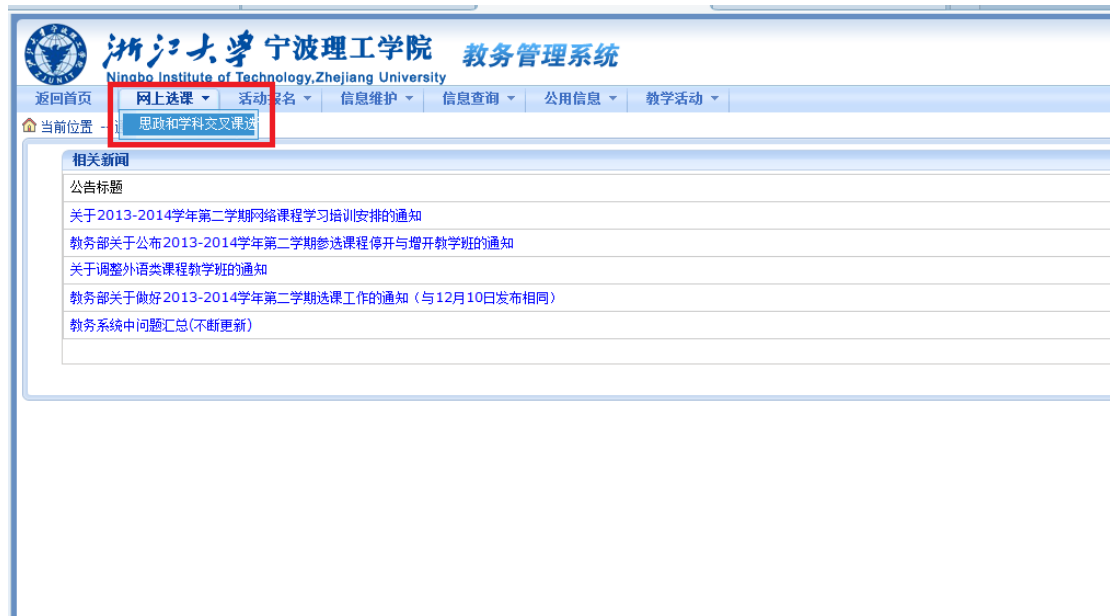 浙江大学 宁波理工学院 教务管理系统
Ningbo Institute of Technology,Zhejiang University
返回首页 网上选课 活动报名 信息维护 信息查询 公用信息 教学活动
当前位置 --
思政和学科交叉课选
相关新闻
公告标题
关于2013-2014学年第二学期网络课程学习培训安排的通知
教务部关于公布2013-2014学年第二学期参选课程停开与增开教学班的通知
关于调整外语类课程教学班的通知
教务部关于做好2013-2014学年第二学期选课工作的通知（与12月10日发布相同）
教务系统中问题汇总(不断更新)